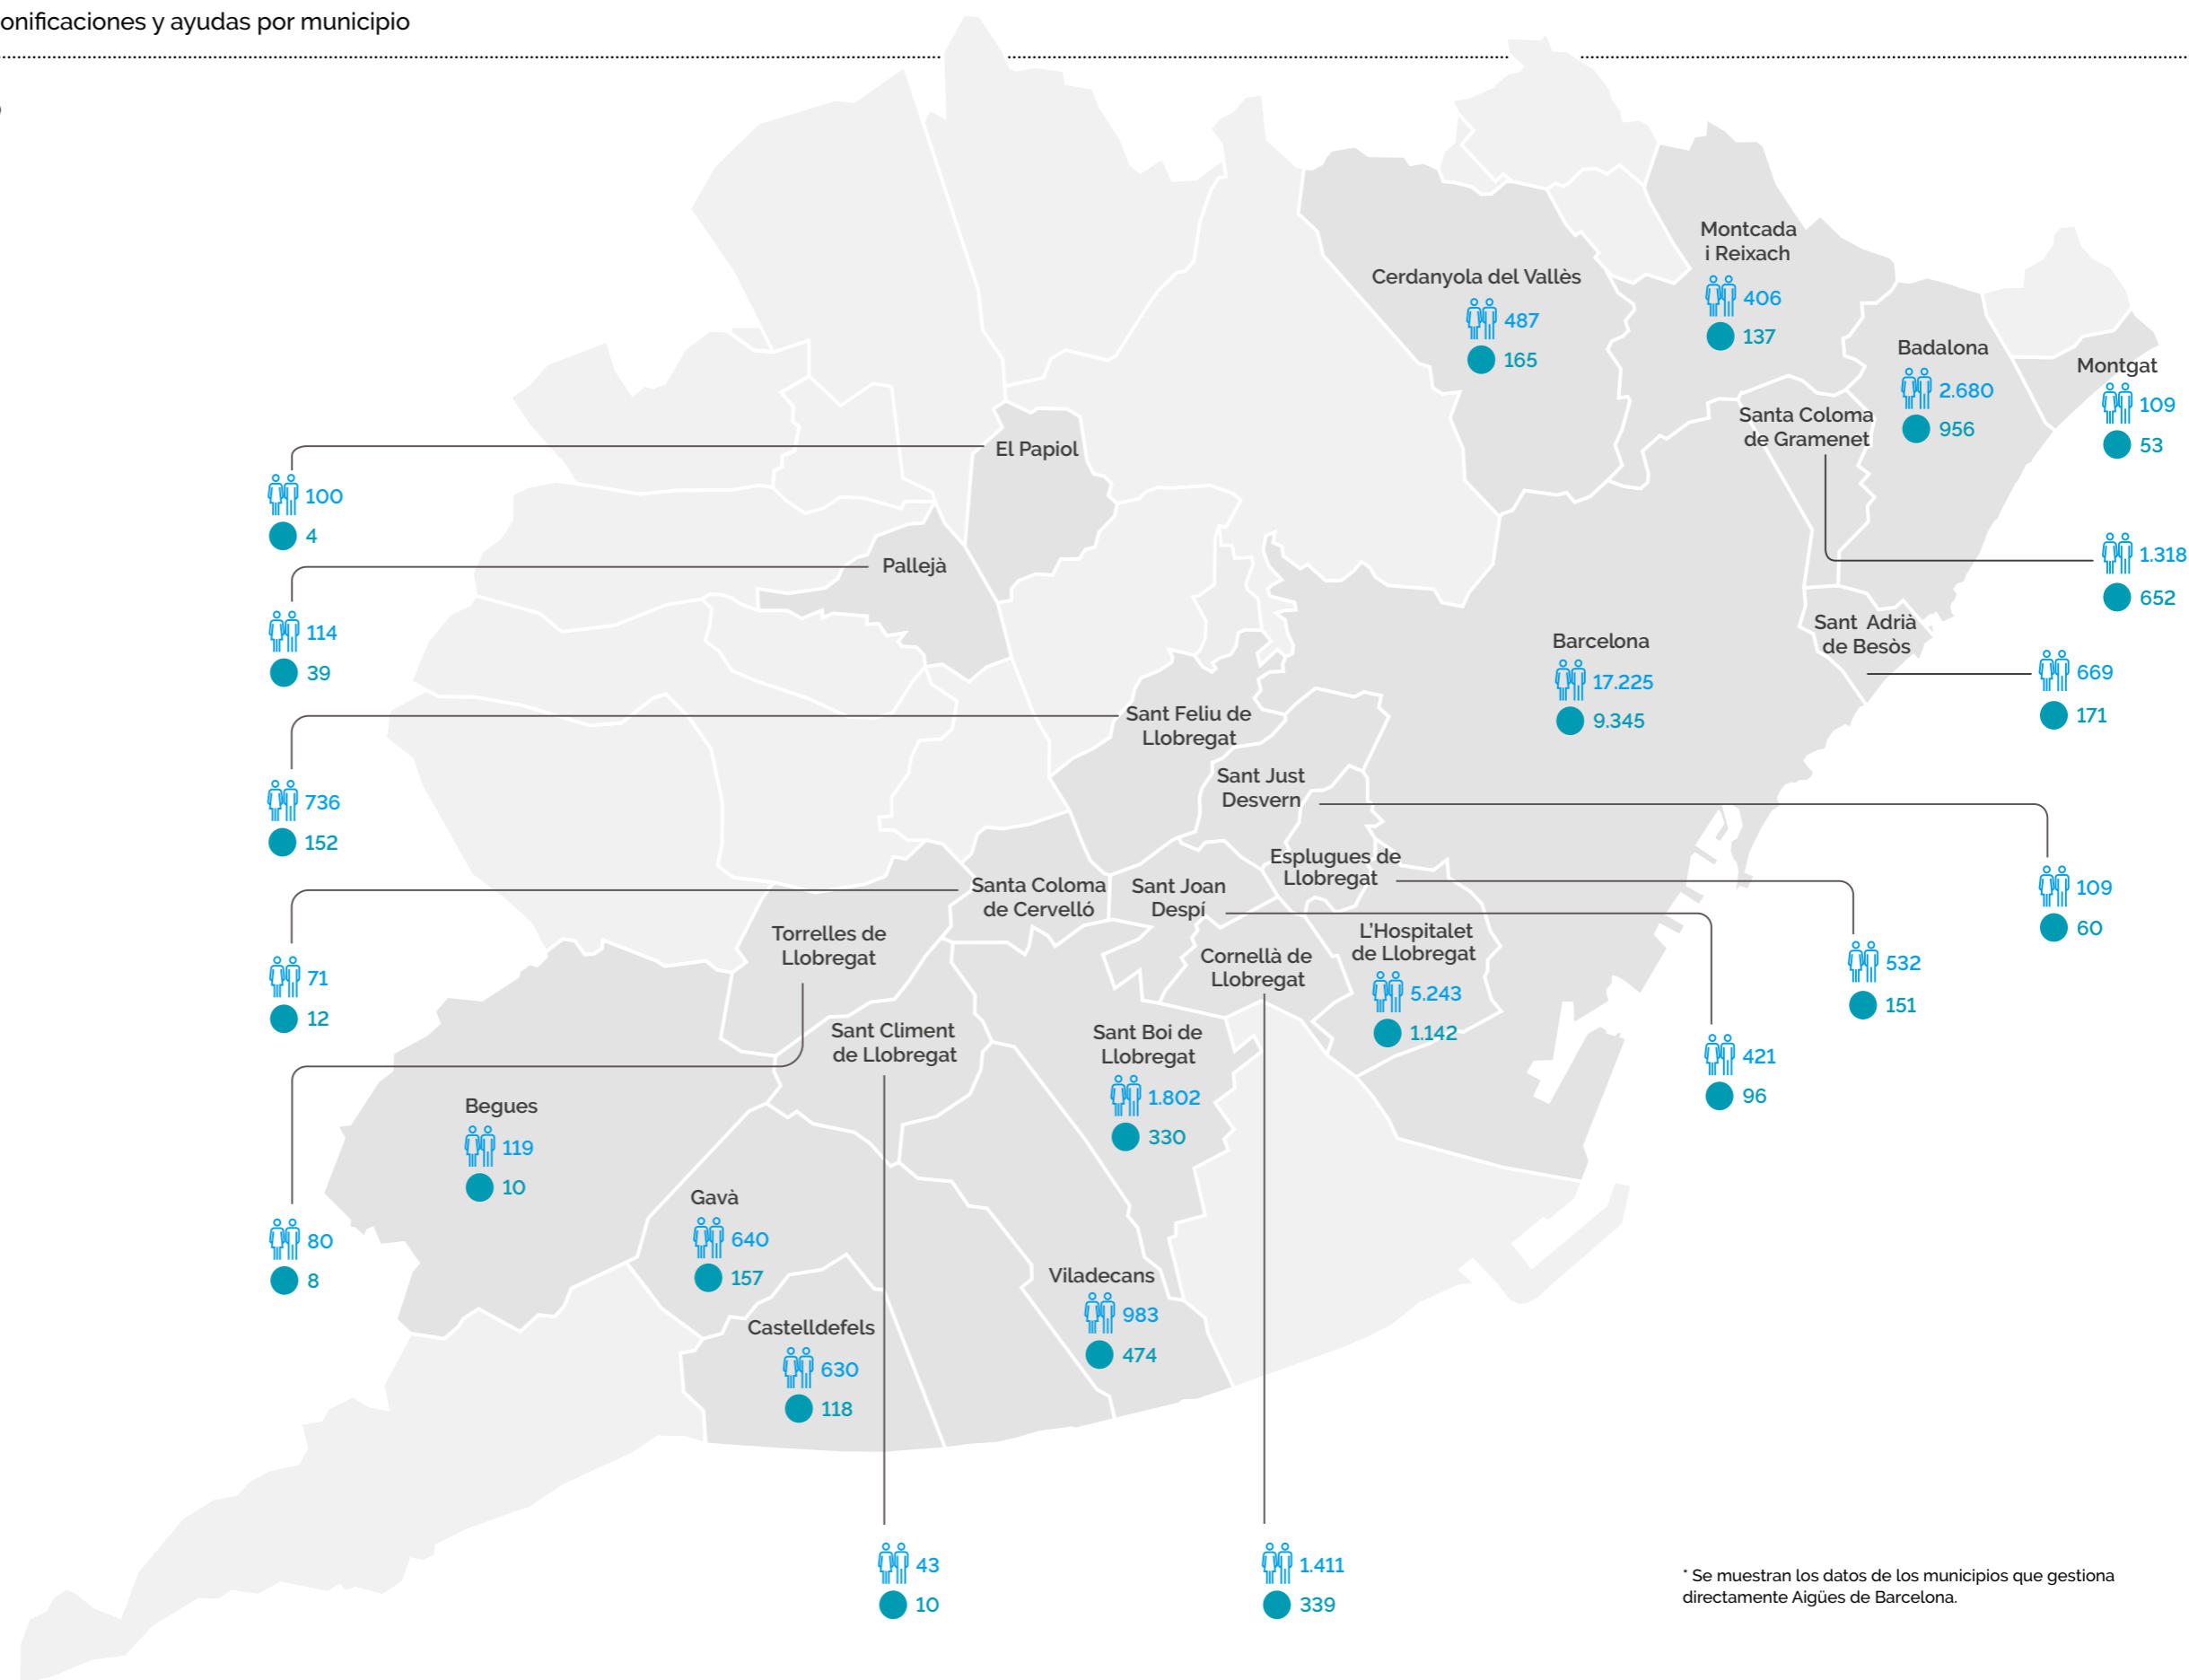 onificaciones y ayudas por municipio
Montcada
i Reixach
406
137
Cerdanyola del Vallès
487
165
Badalona
2.680
956
Montgat
109
53
Santa Coloma
de Gramenet
1.318
652
El Papiol
100
4
Pallejà
114
39
Sant Adrià
de Besòs
669
171
Barcelona
17.225
9.345
Sant Feliu de
Llobregat
736
152
Sant Just
Desvern
109
60
Esplugues de
Llobregat
532
151
Santa Coloma
de Cervelló
71
12
Sant Joan
Despí
421
96
Torrelles de
Llobregat
80
8
L'Hospitalet
de Llobregat
5.243
1.142
Cornellà de
Llobregat
1.411
339
Sant Climent
de Llobregat
43
10
Sant Boi de
Llobregat
1.802
330
Begues
119
10
Gavà
640
157
Viladecans
983
474
Castelldefels
630
118
* Se muestran los datos de los municipios que gestiona
directamente Aigües de Barcelona.